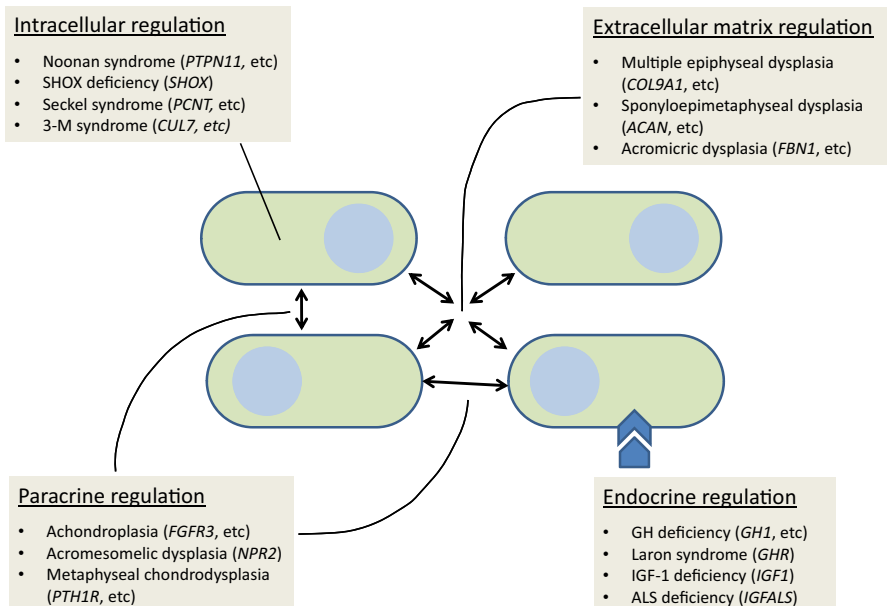 Intracellular regulation
• Noonan syndrome (PTPN11, etc)
• SHOX deficiency (SHOX)
• Seckel syndrome (PCNT, etc)
• 3-M syndrome (CUL7, etc)
Extracellular matrix regulation
• Multiple epiphyseal dysplasia
(COL9A1, etc)
• Sponyloepimetaphyseal dysplasia
(ACAN, etc)
• Acromicric dysplasia (FBN1, etc)
Paracrine regulation
• Achondroplasia (FGFR3, etc)
• Acromesomelic dysplasia (NPR2)
• Metaphyseal chondrodysplasia
(PTH1R, etc)
Endocrine regulation
• GH deficiency (GH1, etc)
• Laron syndrome (GHR)
• IGF-1 deficiency (IGF1)
• ALS deficiency (IGFALS)